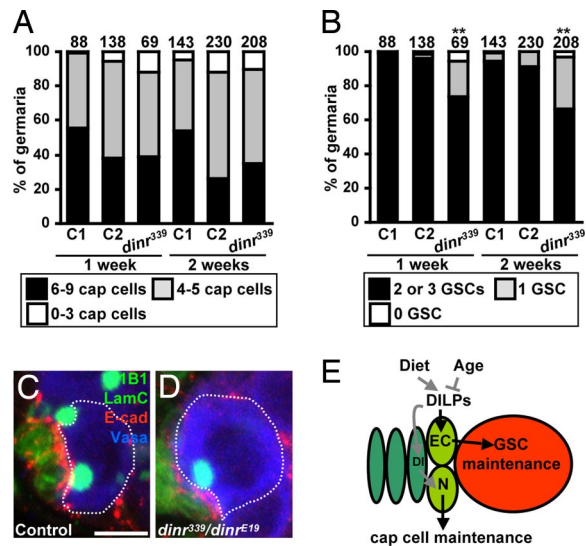 A
88 138 69 143 230 208
% of germaria
100
80
60
40
20
0
C1 C2 dinr339 C1 C2 dinr339
1 week 2 weeks
6-9 cap cells 4-5 cap cells
0-3 cap cells
B
** **
88 138 69 143 230 208
% of germaria
100
80
60
40
20
0
C1 C2 dinr339 C1 C2 dinr339
1 week 2 weeks
2 or 3 GSCs 1 GSC
0 GSC
C
1B1
LamC
E-cad
Vasa
Control
D
dinr339/dinrE19
E
Diet Age
DILPs
EC
GSC
maintenance
Dl
N
cap cell maintenance